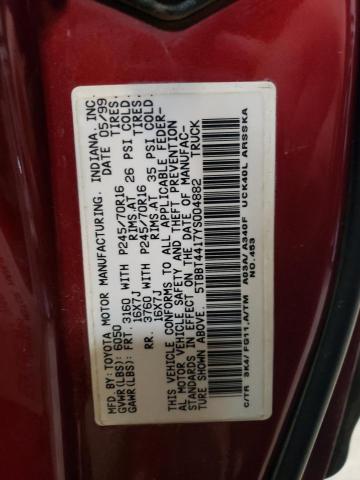 MFD. BY: TOYOTA MOTOR MANUFACTURING, INDIANA, INC.
GVWR(LBS): 6050 DATE 05/99
GAWR(LBS): FRT. 3160 WITH P245/70R16 TIRES
16X7J RIMS.AT 26 PSI COLD.
RR. 3760 WITH P245/70R16 TIRES
16X7J RIMS.AT 35 PSI COLD.
THIS VEHICLE CONFORMS TO ALL APPLICABLE FEDER-
AL MOTOR VEHICLE SAFETY AND THEFT PREVENTION
STANDARDS IN EFFECT ON THE DATE OF MANUFAC-
TURE SHOWN ABOVE.
5TBBT4417YS004882 TRUCK
C/TR 3K4/ FG11.A/TM A03A/ A340F UCK40L ARSSKA
NO.453